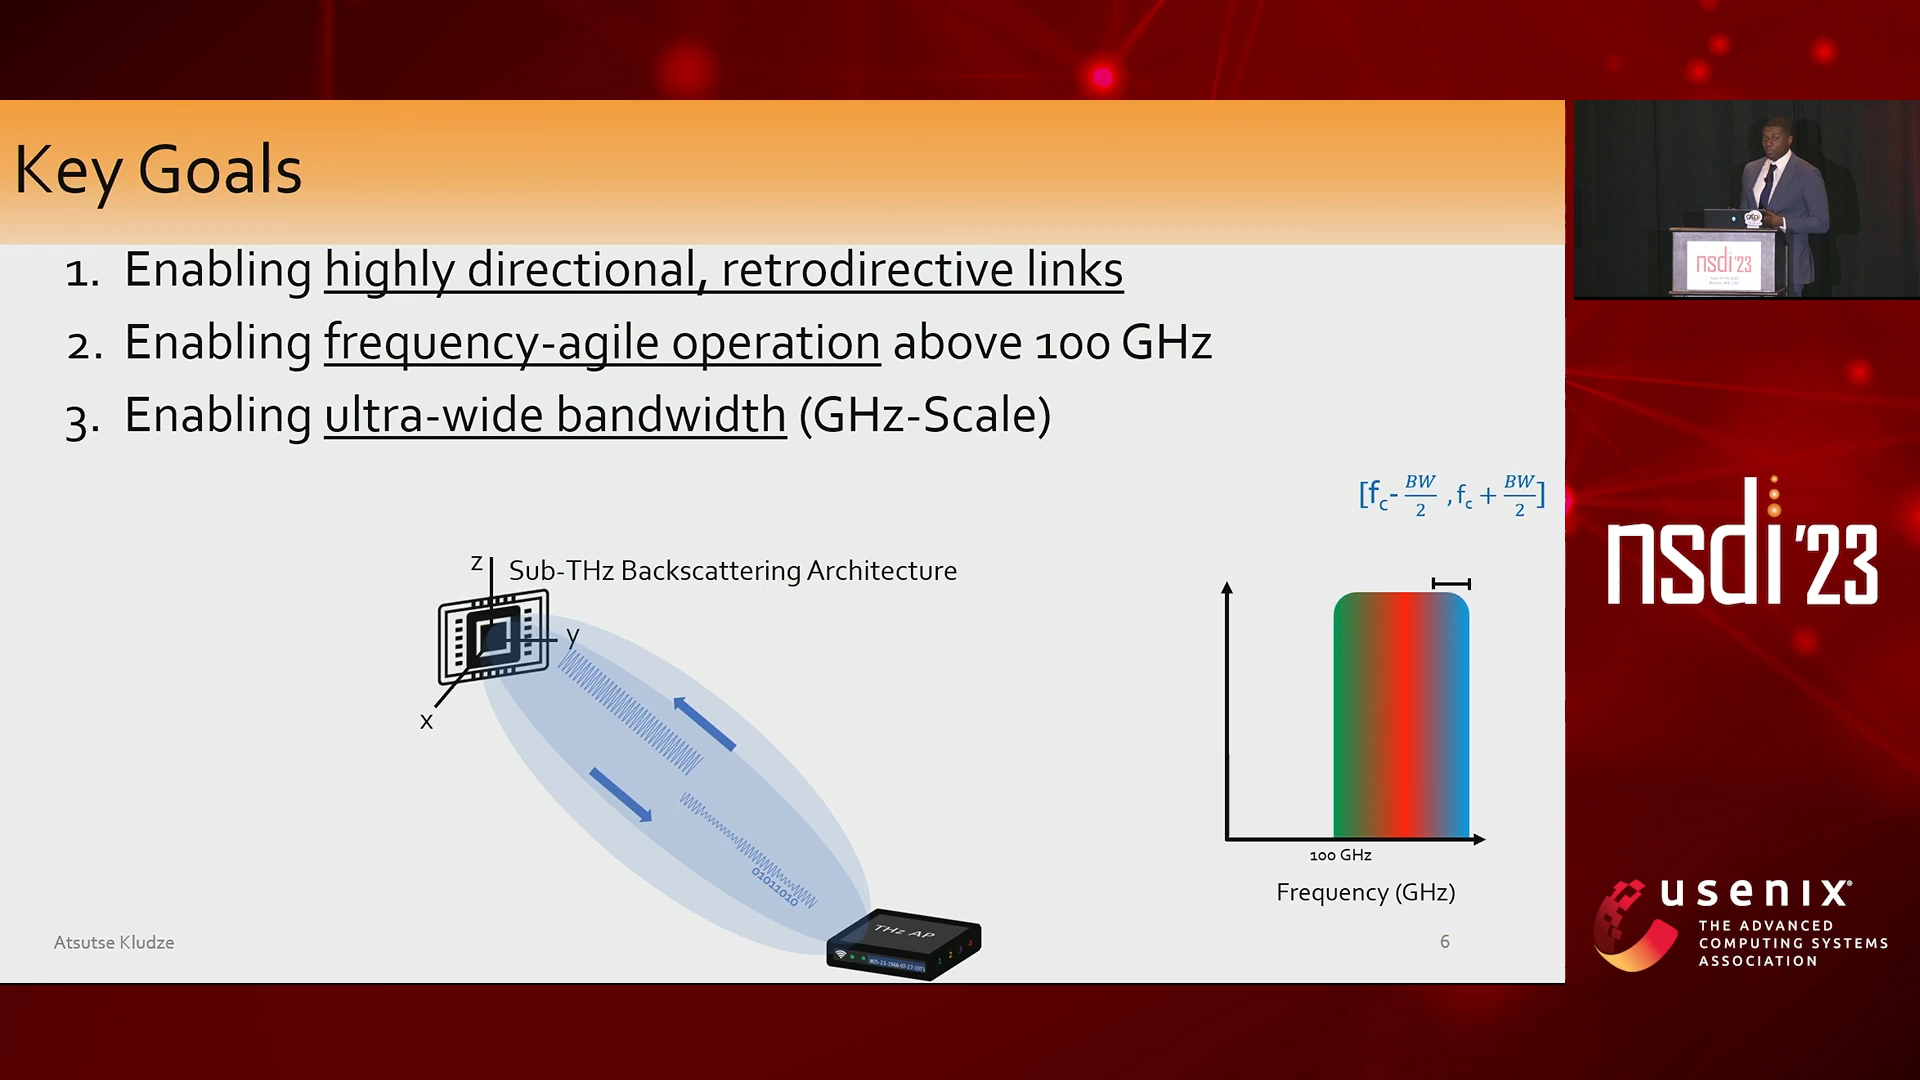 Key Goals
1. Enabling highly directional, retrodirective links
2. Enabling frequency-agile operation above 100 GHz
3. Enabling ultra-wide bandwidth (GHz-Scale)
[fc- BW/2 , fc + BW/2]
z
Sub-THz Backscattering Architecture
y
x
01011010
THz AP
100 GHz
Frequency (GHz)
Atsutse Kludze
6
nsdi '23
nsdi '23
usenix®
THE ADVANCED
COMPUTING SYSTEMS
ASSOCIATION